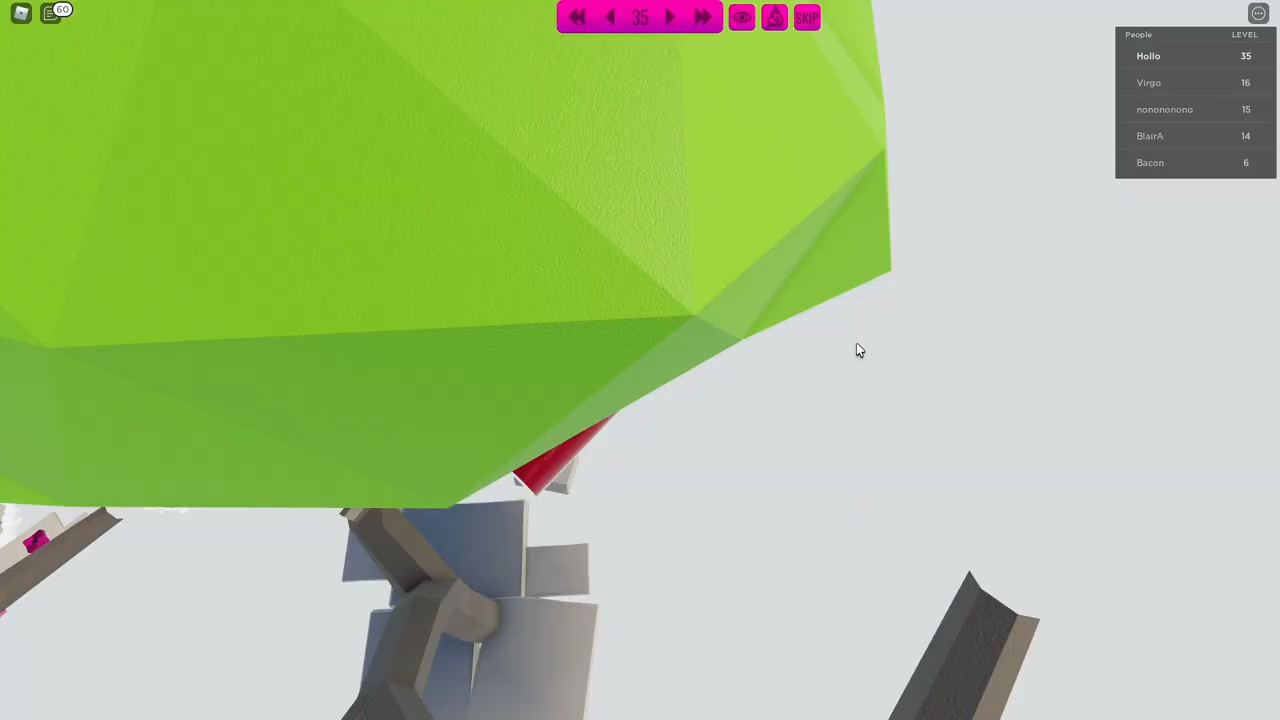 60
35
SKIP
People LEVEL
Hollo 35
Virgo 16
nonononono 15
BlairA 14
Bacon 6